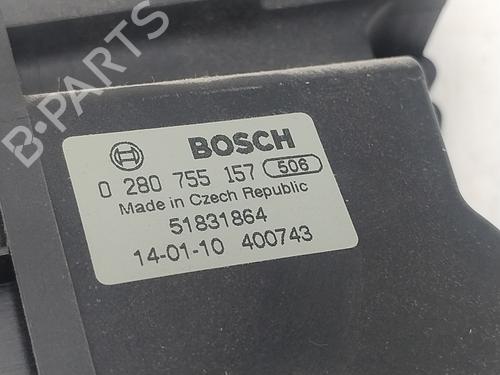 BOSCH
0 280 755 157 506
Made in Czech Republic
51831864
14-01-10 400743
B-PARTS